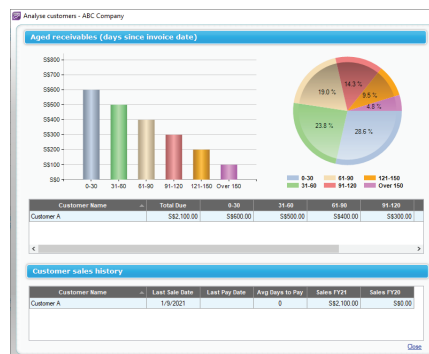 Analyse customers - ABC Company
Aged receivables (days since invoice date)
S$800
S$700
S$600
S$500
S$400
S$300
S$200
S$100
S$0
0-30 31-60 61-90 91-120 121-150 Over 150
14.3 %
19.0 %
9.5 %
4.8 %
23.8 %
28.6 %
0-30 61-90 121-150
31-60 91-120 Over 150
Customer Name Total Due 0-30 31-60 61-90 91-120
Customer A S$2,100.00 S$600.00 S$500.00 S$400.00 S$300.00
Customer sales history
Customer Name Last Sale Date Last Pay Date Avg Days to Pay Sales FY21 Sales FY20
Customer A 1/9/2021 0 S$2,100.00 S$0.00
Close